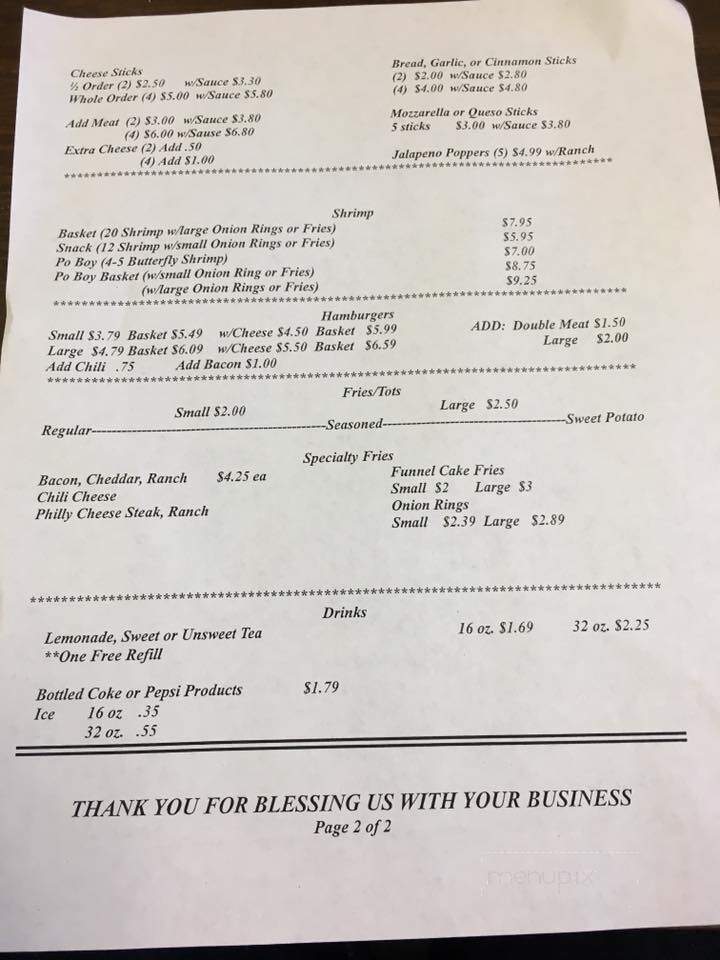 Cheese Sticks
½ Order (2) $2.50 w/Sauce $3.30
Whole Order (4) $5.00 w/Sauce $5.80
Add Meat (2) $3.00 w/Sauce $3.80
(4) $6.00 w/Sause $6.80
Extra Cheese (2) Add .50
(4) Add $1.00
Bread, Garlic, or Cinnamon Sticks
(2) $2.00 w/Sauce $2.80
(4) $4.00 w/Sauce $4.80
Mozzarella or Queso Sticks
5 sticks $3.00 w/Sauce $3.80
Jalapeno Poppers (5) $4.99 w/Ranch
Shrimp
Basket (20 Shrimp w/large Onion Rings or Fries) $7.95
Snack (12 Shrimp w/small Onion Rings or Fries) $5.95
Po Boy (4-5 Butterfly Shrimp) $7.00
Po Boy Basket (w/small Onion Ring or Fries) $8.75
(w/large Onion Rings or Fries) $9.25
Hamburgers
Small $3.79 Basket $5.49 w/Cheese $4.50 Basket $5.99 ADD: Double Meat $1.50
Large $4.79 Basket $6.09 w/Cheese $5.50 Basket $6.59 Large $2.00
Add Chili .75 Add Bacon $1.00
Fries/Tots
Small $2.00 Large $2.50
Regular---Seasoned---Sweet Potato
Specialty Fries
Bacon, Cheddar, Ranch $4.25 ea
Chili Cheese
Philly Cheese Steak, Ranch
Funnel Cake Fries
Small $2 Large $3
Onion Rings
Small $2.39 Large $2.89
Drinks
Lemonade, Sweet or Unsweet Tea 16 oz. $1.69 32 oz. $2.25
**One Free Refill
Bottled Coke or Pepsi Products $1.79
Ice 16 oz .35
32 oz. .55
THANK YOU FOR BLESSING US WITH YOUR BUSINESS
Page 2 of 2
menupix